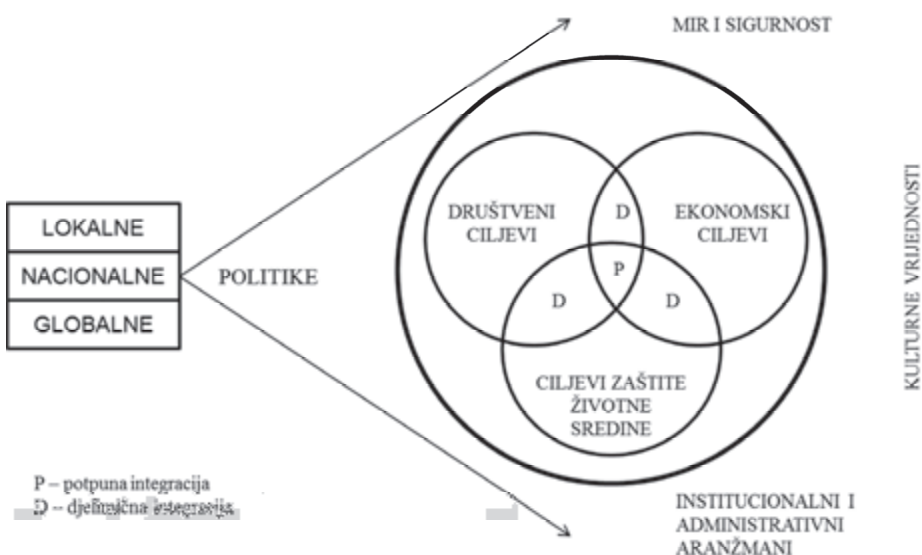 MIR I SIGURNOST
DRUŠTVENI
CILJEVI
D
EKONOMSKI
CILJEVI
LOKALNE
NACIONALNE
GLOBALNE
POLITIKE
P
D
D
CILJEVI ZAŠTITE
ŽIVOTNE
SREDINE
KULTURNE VRIJEDNOSTI
P – potpuna integracija
D – djelimična integracija
INSTITUCIONALNI I
ADMINISTRATIVNI
ARANŽMANI